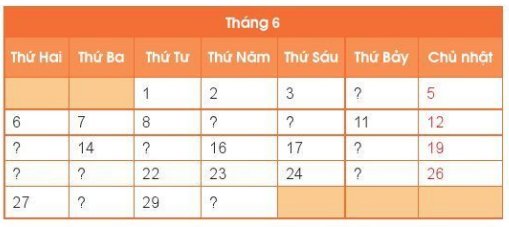 Tháng 6
Thứ Hai Thứ Ba Thứ Tư Thứ Năm Thứ Sáu Thứ Bảy Chủ nhật
1 2 3 ? 5
6 7 8 ? ? 11 12
? 14 ? 16 17 ? 19
? ? 22 23 24 ? 26
27 ? 29 ?